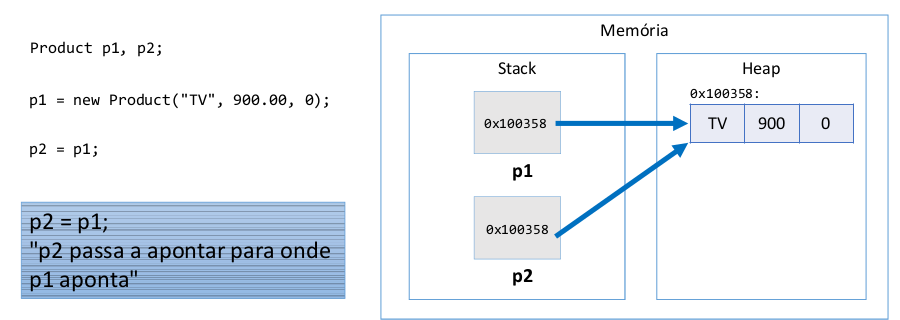 Product p1, p2;
p1 = new Product("TV", 900.00, 0);
p2 = p1;
p2 = p1;
"p2 passa a apontar para onde
p1 aponta"
Memória
Stack
0x100358
p1
0x100358
p2
Heap
0x100358:
TV 900 0